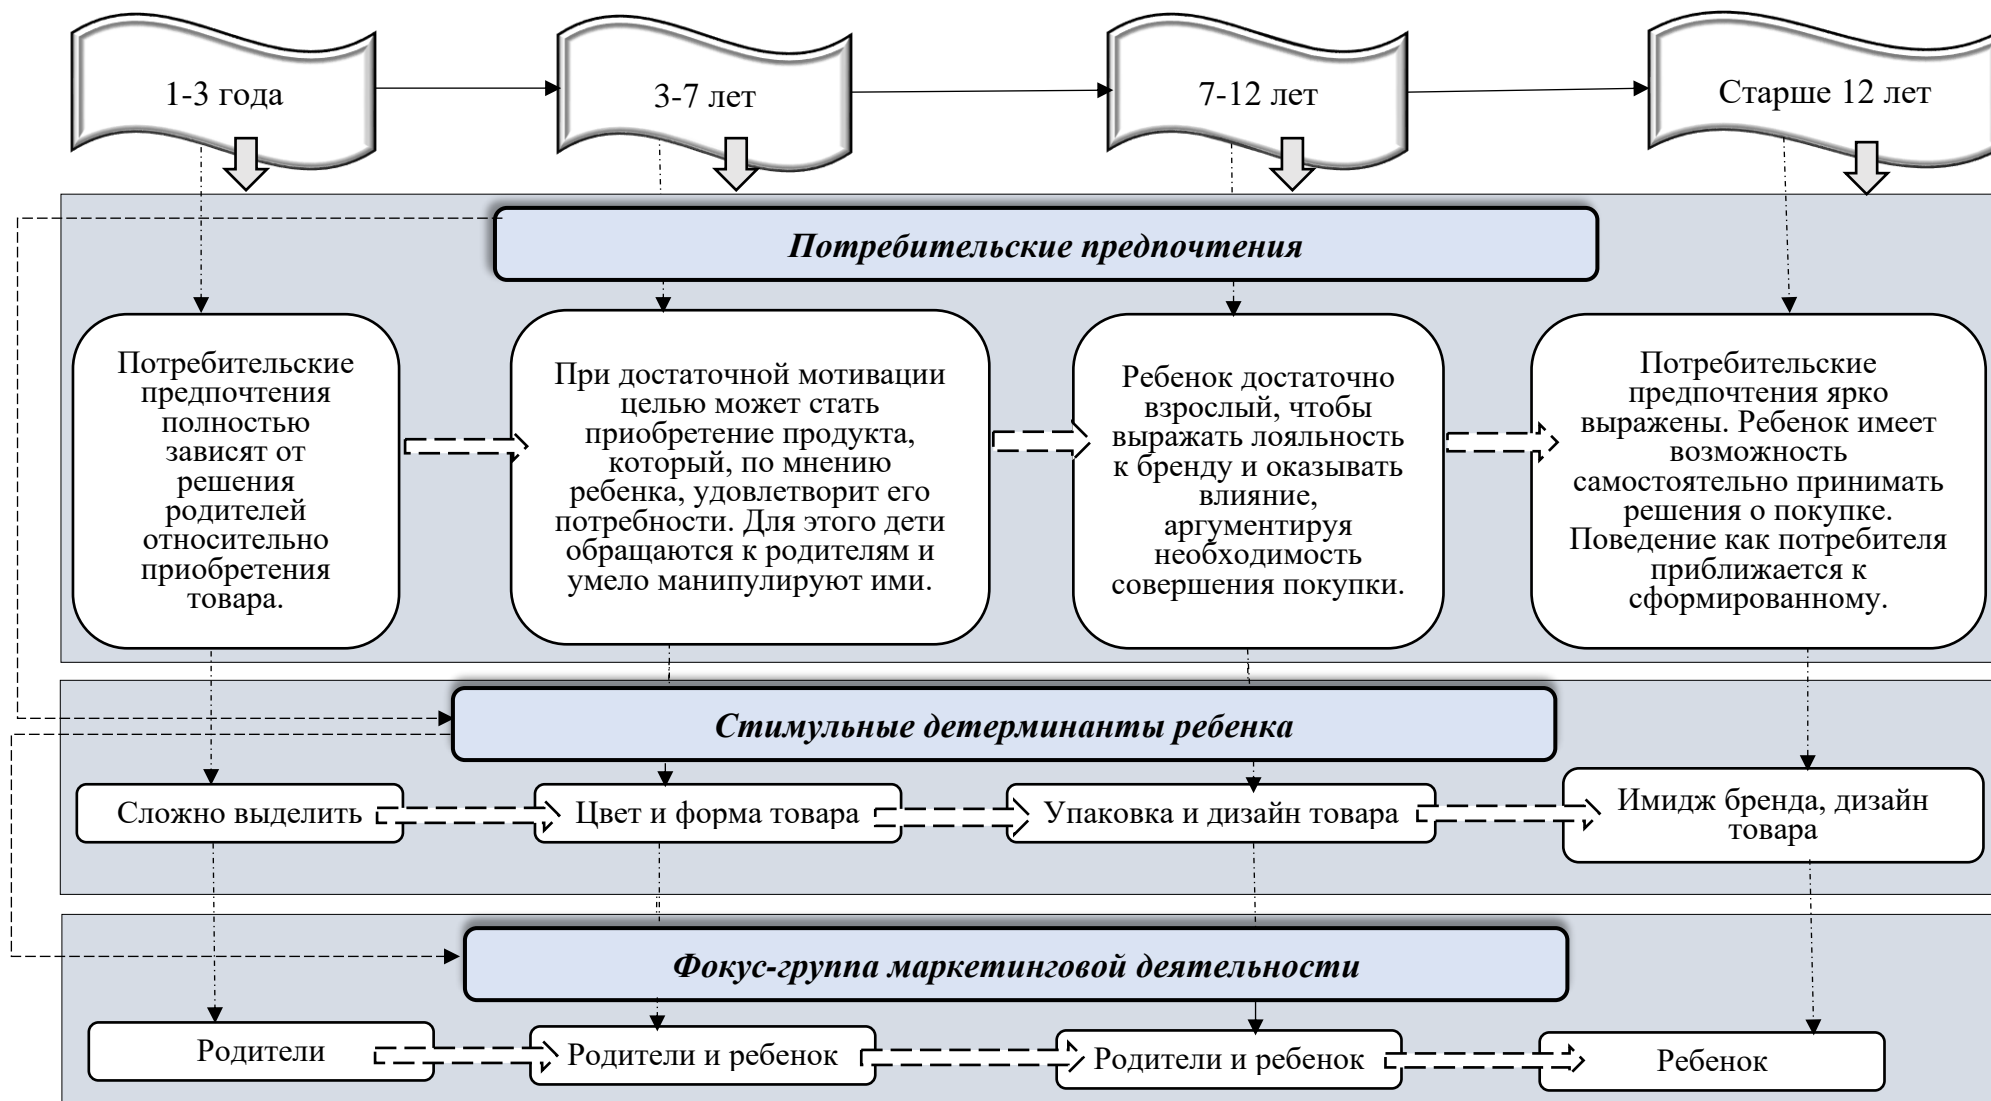 1-3 года
3-7 лет
7-12 лет
Старше 12 лет
Потребительские предпочтения
Потребительские
предпочтения
полностью
зависят от
решения
родителей
относительно
приобретения
товара.
При достаточной мотивации
целью может стать
приобретение продукта,
который, по мнению
ребенка, удовлетворит его
потребности. Для этого дети
обращаются к родителям и
умело манипулируют ими.
Ребенок достаточно
взрослый, чтобы
выражать лояльность
к бренду и оказывать
влияние,
аргументируя
необходимость
совершения покупки.
Потребительские
предпочтения ярко
выражены. Ребенок имеет
возможность
самостоятельно принимать
решения о покупке.
Поведение как потребителя
приближается к
сформированному.
Стимульные детерминанты ребенка
Сложно выделить
Цвет и форма товара
Упаковка и дизайн товара
Имидж бренда, дизайн
товара
Фокус-группа маркетинговой деятельности
Родители
Родители и ребенок
Родители и ребенок
Ребенок